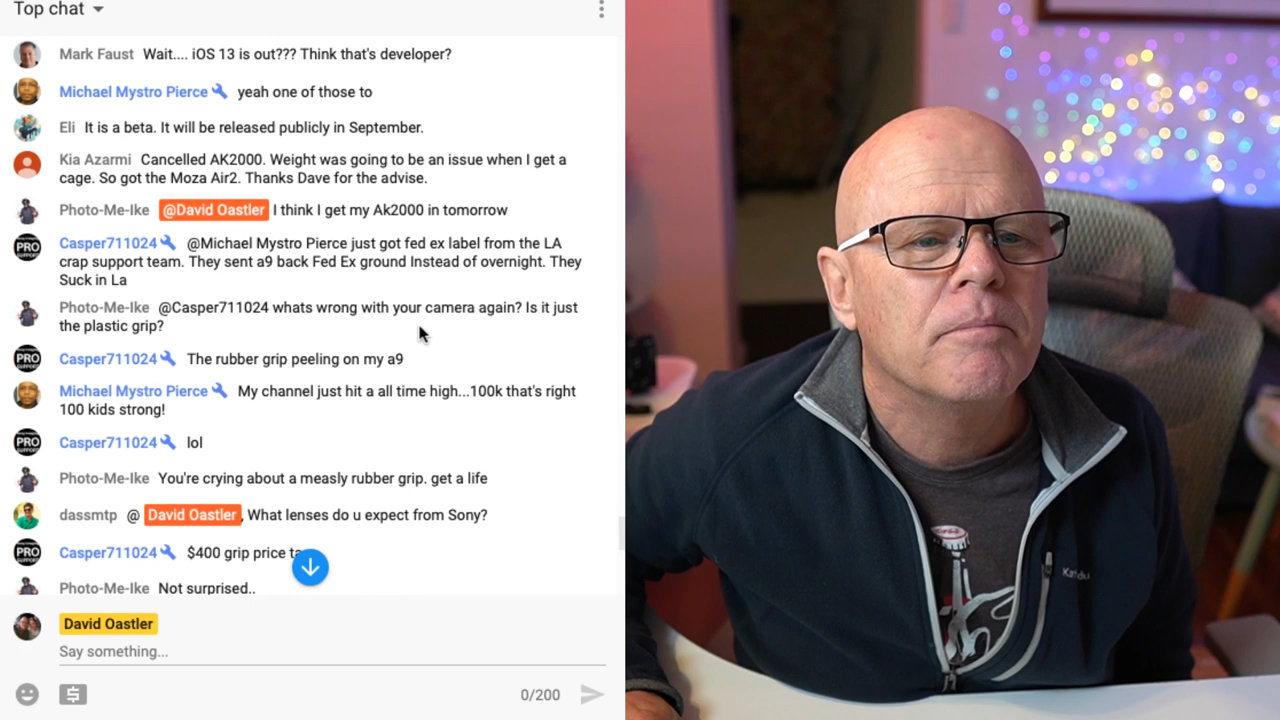 Top chat
Mark Faust Wait.... iOS 13 is out??? Think that's developer?
Michael Mystro Pierce yeah one of those to
Eli It is a beta. It will be released publicly in September.
Kia Azarmi Cancelled AK2000. Weight was going to be an issue when I get a
cage. So got the Moza Air2. Thanks Dave for the advise.
Photo-Me-Ike @David Oastler I think I get my Ak2000 in tomorrow
PRO
Casper711024 @Michael Mystro Pierce just got fed ex label from the LA
crap support team. They sent a9 back Fed Ex ground Instead of overnight. They
Suck in La
Photo-Me-Ike @Casper711024 whats wrong with your camera again? Is it just
the plastic grip?
PRO
Casper711024 The rubber grip peeling on my a9
Michael Mystro Pierce My channel just hit a all time high...100k that's right
100 kids strong!
PRO
Casper711024 lol
Photo-Me-Ike You're crying about a measly rubber grip. get a life
dassmtp @ David Oastler, What lenses do u expect from Sony?
PRO
Casper711024 $400 grip price
Photo-Me-Ike Not surprised..
David Oastler
Say something...
0/200